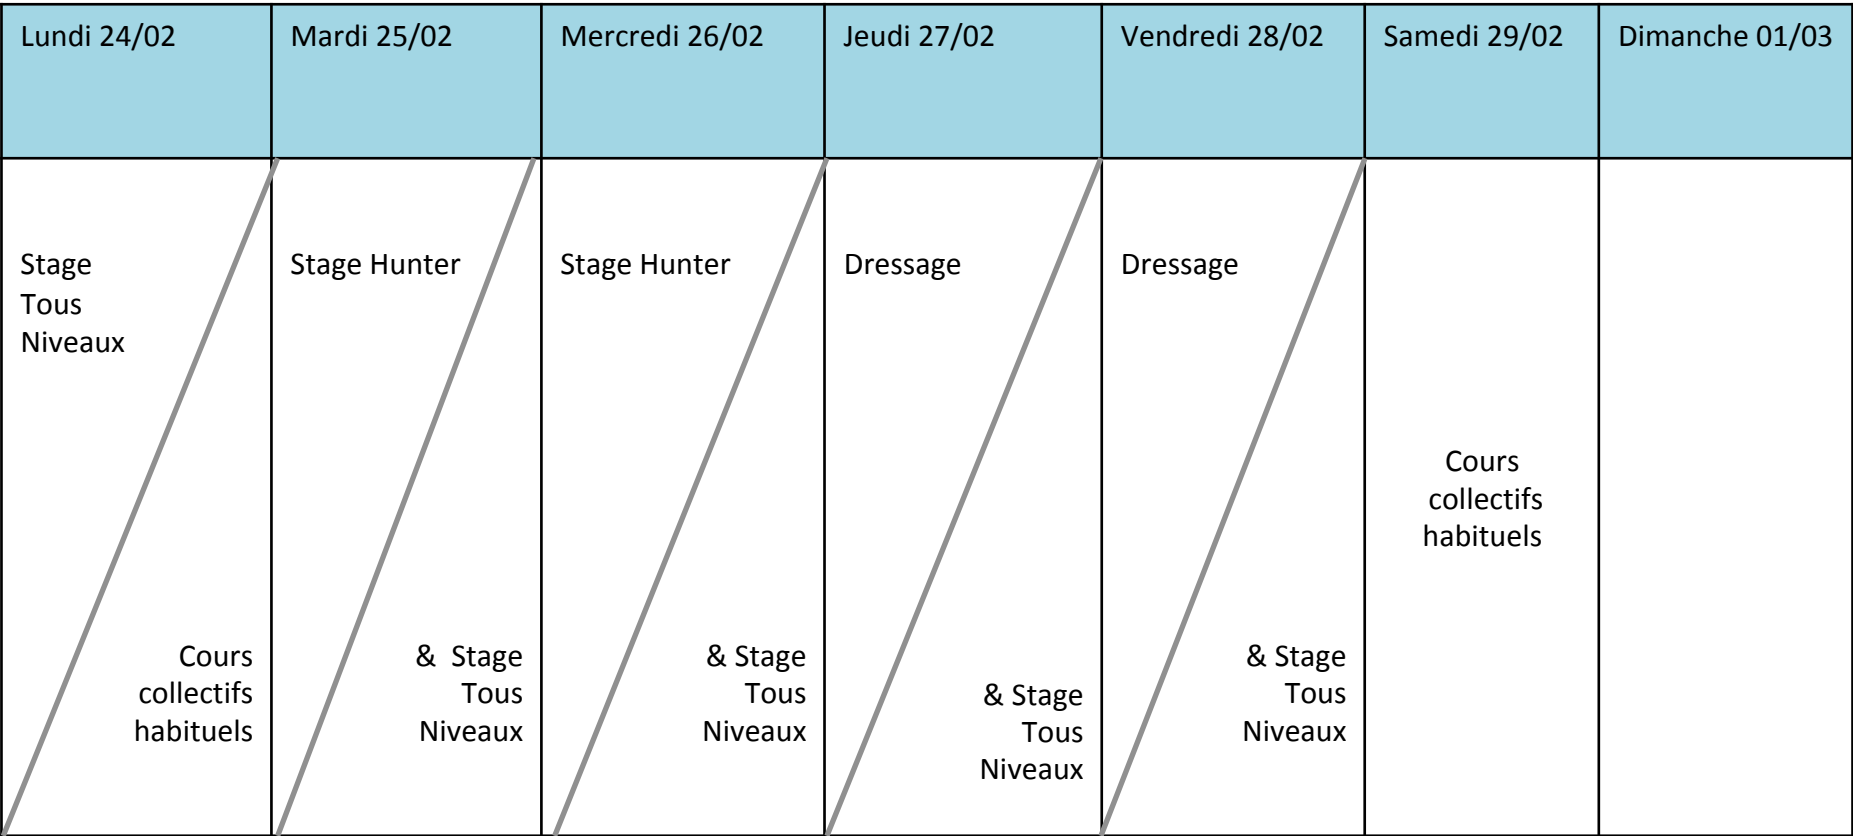 Lundi 24/02
Mardi 25/02
Mercredi 26/02
Jeudi 27/02
Vendredi 28/02
Samedi 29/02
Dimanche 01/03
Stage
Tous
Niveaux
Cours
collectifs
habituels
Stage Hunter
& Stage
Tous
Niveaux
Stage Hunter
& Stage
Tous
Niveaux
Dressage
& Stage
Tous
Niveaux
Dressage
& Stage
Tous
Niveaux
Cours
collectifs
habituels